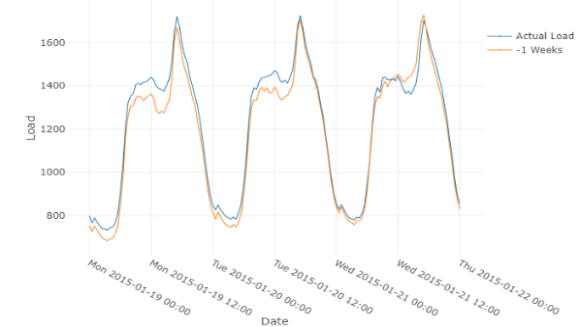 1600
1400
1200
1000
800
Load
Actual Load
-1 Weeks
Mon 2015-01-19 00:00
Mon 2015-01-19 12:00
Tue 2015-01-20 00:00
Tue 2015-01-20 12:00
Wed 2015-01-21 00:00
Wed 2015-01-21 12:00
Thu 2015-01-22 00:00
Date